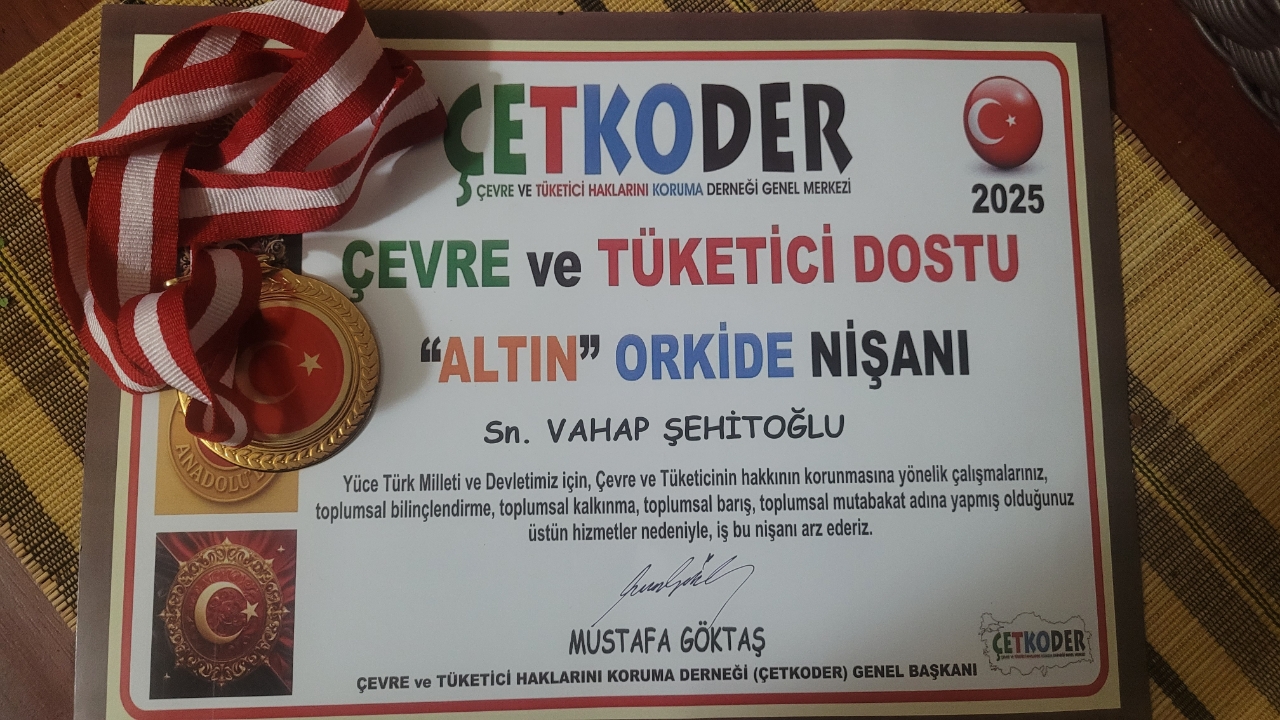 ÇETKODER
ÇEVRE VE TÜKETİCİ HAKLARINI KORUMA DERNEĞİ GENEL MERKEZİ
2025
ÇEVRE ve TÜKETİCİ DOSTU
“ALTIN” ORKİDE NİŞANI
Sn. VAHAP ŞEHİTOĞLU
Yüce Türk Milleti ve Devletimiz için, Çevre ve Tüketicinin hakkının korunmasına yönelik çalışmalarınız,
toplumsal bilinçlendirme, toplumsal kalkınma, toplumsal barış, toplumsal mutabakat adına yapmış olduğunuz
üstün hizmetler nedeniyle, iş bu nişanı arz ederiz.
ANADOLU
MUSTAFA GÖKTAŞ
ÇEVRE ve TÜKETİCİ HAKLARINI KORUMA DERNEĞİ (ÇETKODER) GENEL BAŞKANI
ÇETKODER